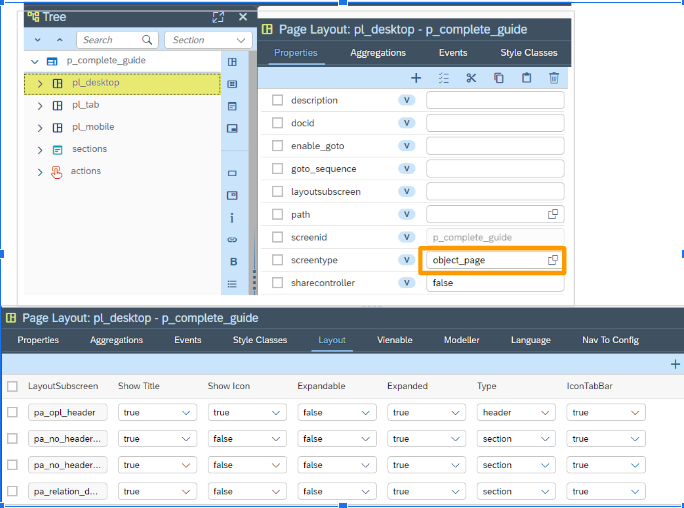 Tree
Search Section
p_complete_guide
pl_desktop
pl_tab
pl_mobile
sections
actions
B
Page Layout: pl_desktop - p_complete_guide
Properties Aggregations Events Style Classes
description V
docid V
enable_goto V
goto_sequence V
layoutsubscreen V
path V
screenid V p_complete_guide
screentype V object_page
sharecontroller V false
Page Layout: pl_desktop - p_complete_guide
Properties Aggregations Events Style Classes Layout Vienable Modeller Language Nav To Config
LayoutSubscreen Show Title Show Icon Expandable Expanded Type IconTabBar
pa_opl_header true true false true header true
pa_no_header... true false false true section true
pa_no_header... true false false true section true
pa_relation_d... true false false true section true